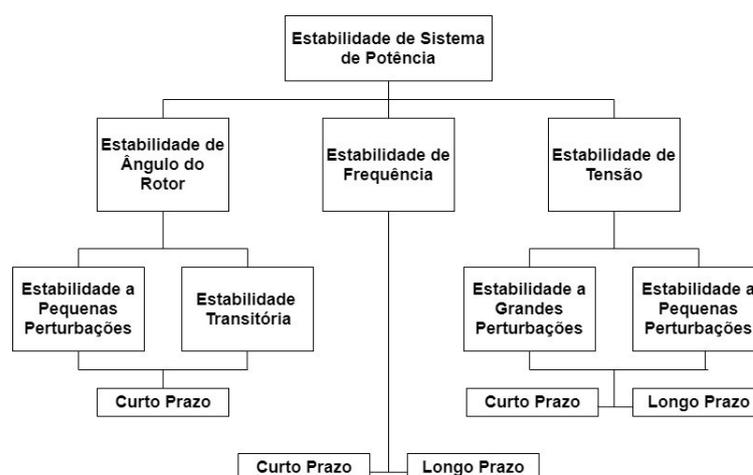 Estabilidade de Sistema
de Potência
Estabilidade de
Ângulo do
Rotor
Estabilidade de
Frequência
Estabilidade de
Tensão
Estabilidade a
Pequenas
Perturbações
Estabilidade
Transitória
Estabilidade a
Grandes
Perturbações
Estabilidade a
Pequenas
Perturbações
Curto Prazo
Curto Prazo
Longo Prazo
Curto Prazo
Longo Prazo